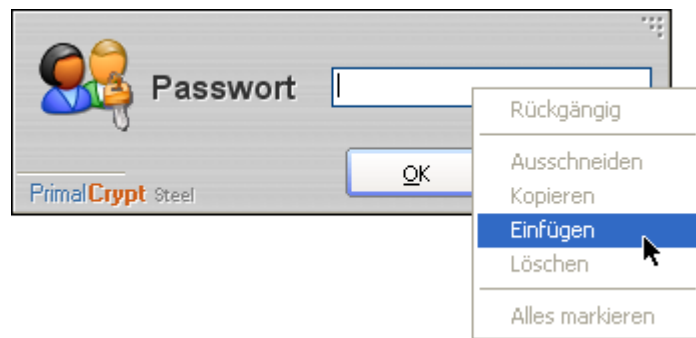 Passwort
OK
PrimalCrypt Steel
Rückgängig
Ausschneiden
Kopieren
Einfügen
Löschen
Alles markieren